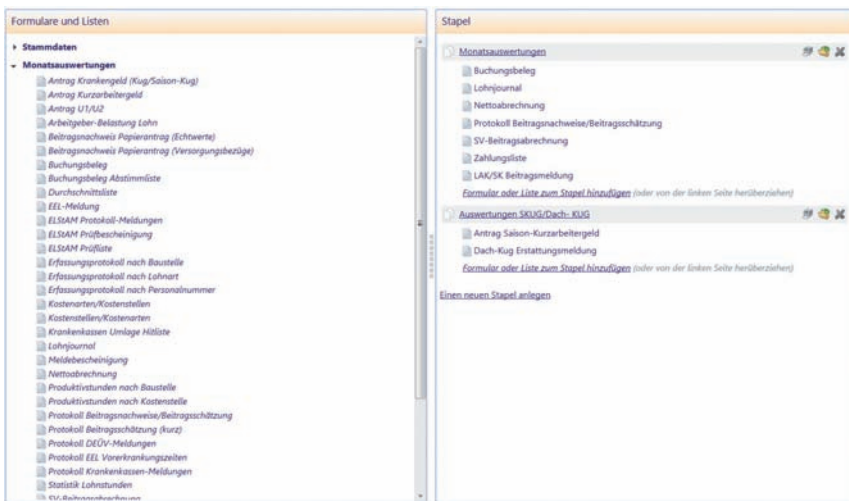 Formulare und Listen
Stammdaten
Monatsauswertungen
Antrag Krankengeld (Kug/Saison-Kug)
Antrag Kurzarbeitergeld
Antrag U1/U2
Arbeitgeber-Belastung Lohn
Beitragsnachweis Papierantrag (Echtwerte)
Beitragsnachweis Papierantrag (Versorgungsbezüge)
Buchungsbeleg
Buchungsbeleg Abstimmliste
Durchschnittsliste
EEL-Meldung
ELStAM Protokoll-Meldungen
ELStAM Prüfbescheinigung
ELStAM Prüfliste
Erfassungsprotokoll nach Baustelle
Erfassungsprotokoll nach Lohnart
Erfassungsprotokoll nach Personalnummer
Kostenarten/Kostenstellen
Kostenstellen/Kostenarten
Krankenkassen Umlage Hitliste
Lohnjournal
Meldebescheinigung
Nettoabrechnung
Produktivstunden nach Baustelle
Produktivstunden nach Kostenstelle
Protokoll Beitragsnachweise/Beitragsschätzung
Protokoll Beitragsschätzung (kurz)
Protokoll DEÜV-Meldungen
Protokoll EEL Vorerkrankungszeiten
Protokoll Krankenkassen-Meldungen
Statistik Lohnstunden
SV-Beitragsabrechnung
Stapel
Monatsauswertungen
Buchungsbeleg
Lohnjournal
Nettoabrechnung
Protokoll Beitragsnachweise/Beitragsschätzung
SV-Beitragsabrechnung
Zahlungsliste
LAK/SK Beitragsmeldung
Formular oder Liste zum Stapel hinzufügen (oder von der linken Seite herüberziehen)
Auswertungen SKUG/Dach- KUG
Antrag Saison-Kurzarbeitergeld
Dach-Kug Erstattungsmeldung
Formular oder Liste zum Stapel hinzufügen (oder von der linken Seite herüberziehen)
Einen neuen Stapel anlegen